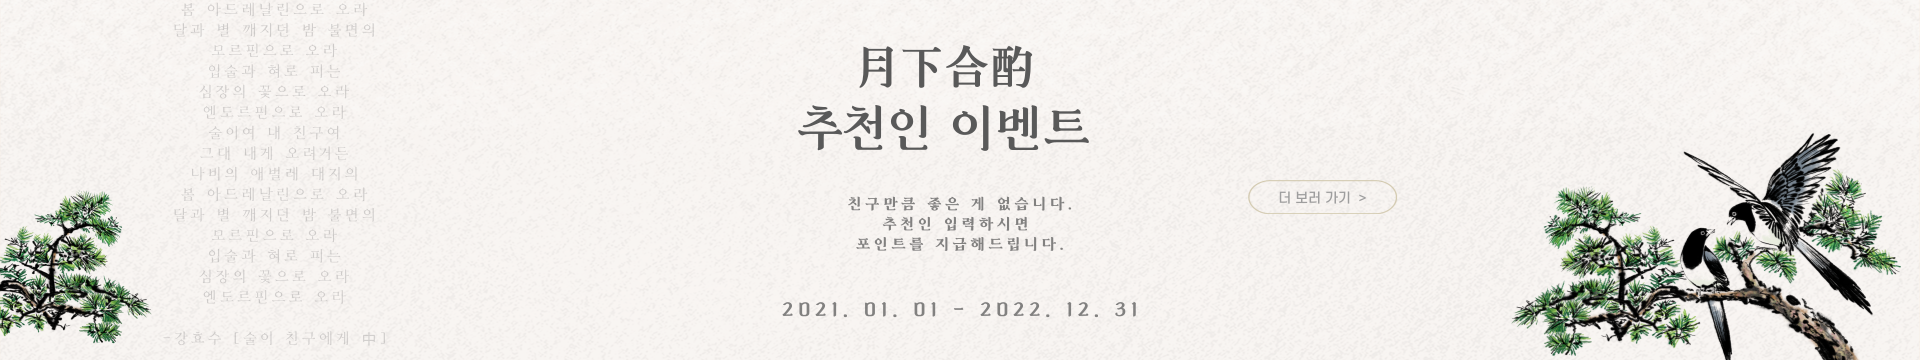 봄 아드레날린으로 오라
달과 별 깨지던 밤 불면의
모르핀으로 오라
입술과 혀로 피는
심장의 꽃으로 오라
엔도르핀으로 오라
술이여 내 친구여
그대 내게 오려거든
나비의 애벌레 대지의
봄 아드레날린으로 오라
달과 별 깨지던 밤 불면의
모르핀으로 오라
입술과 혀로 피는
심장의 꽃으로 오라
엔도르핀으로 오라
-강효수 [술이 친구에게 中]
月下合酌
추천인 이벤트
친구만큼 좋은 게 없습니다.
추천인 입력하시면
포인트를 지급해드립니다.
2021. 01. 01 - 2022. 12. 31
더 보러 가기 >